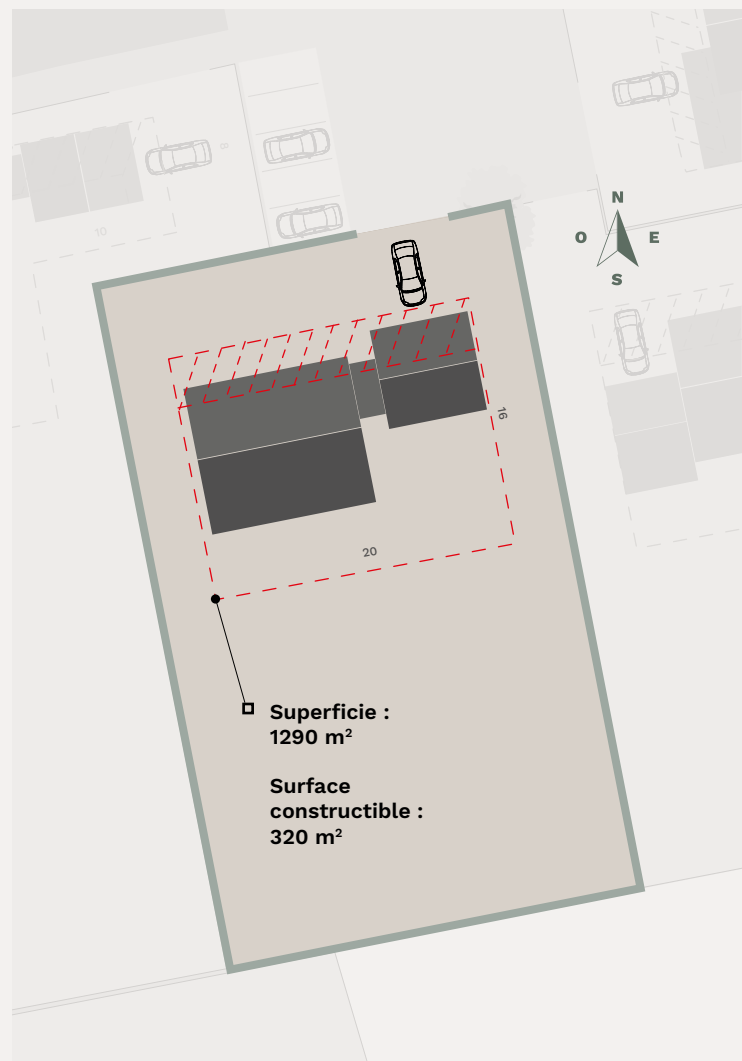 8
10
N
O
E
S
16
20
Superficie :
1290 m²
Surface
constructible :
320 m²